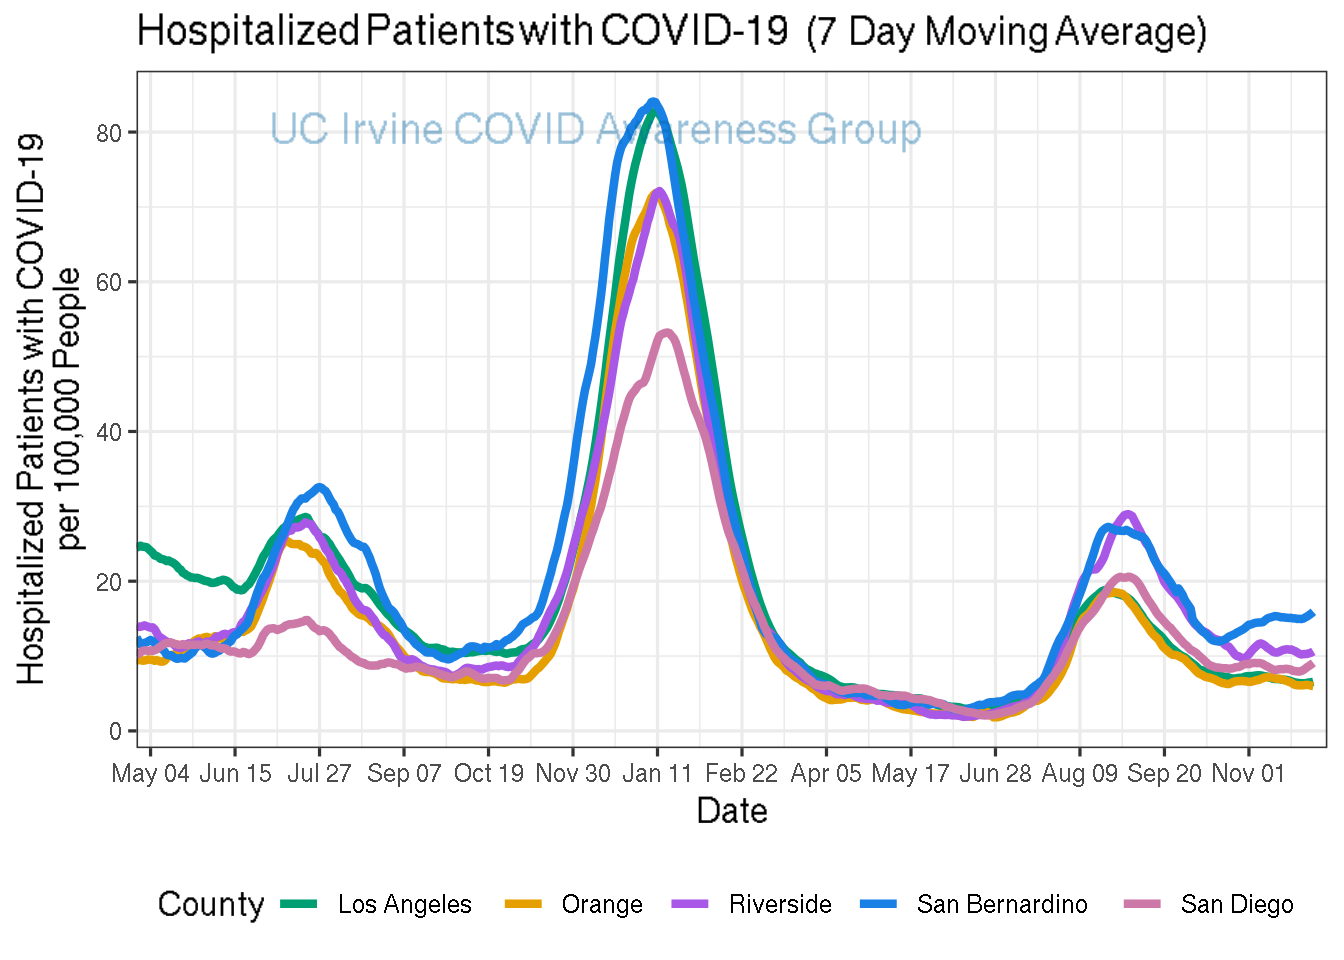 Hospitalized Patients with COVID-19 (7 Day Moving Average)
UC Irvine COVID Awareness Group
Hospitalized Patients with COVID-19
per 100,000 People
80
60
40
20
0
May 04 Jun 15 Jul 27 Sep 07 Oct 19 Nov 30 Jan 11 Feb 22 Apr 05 May 17 Jun 28 Aug 09 Sep 20 Nov 01
Date
County Los Angeles Orange Riverside San Bernardino San Diego